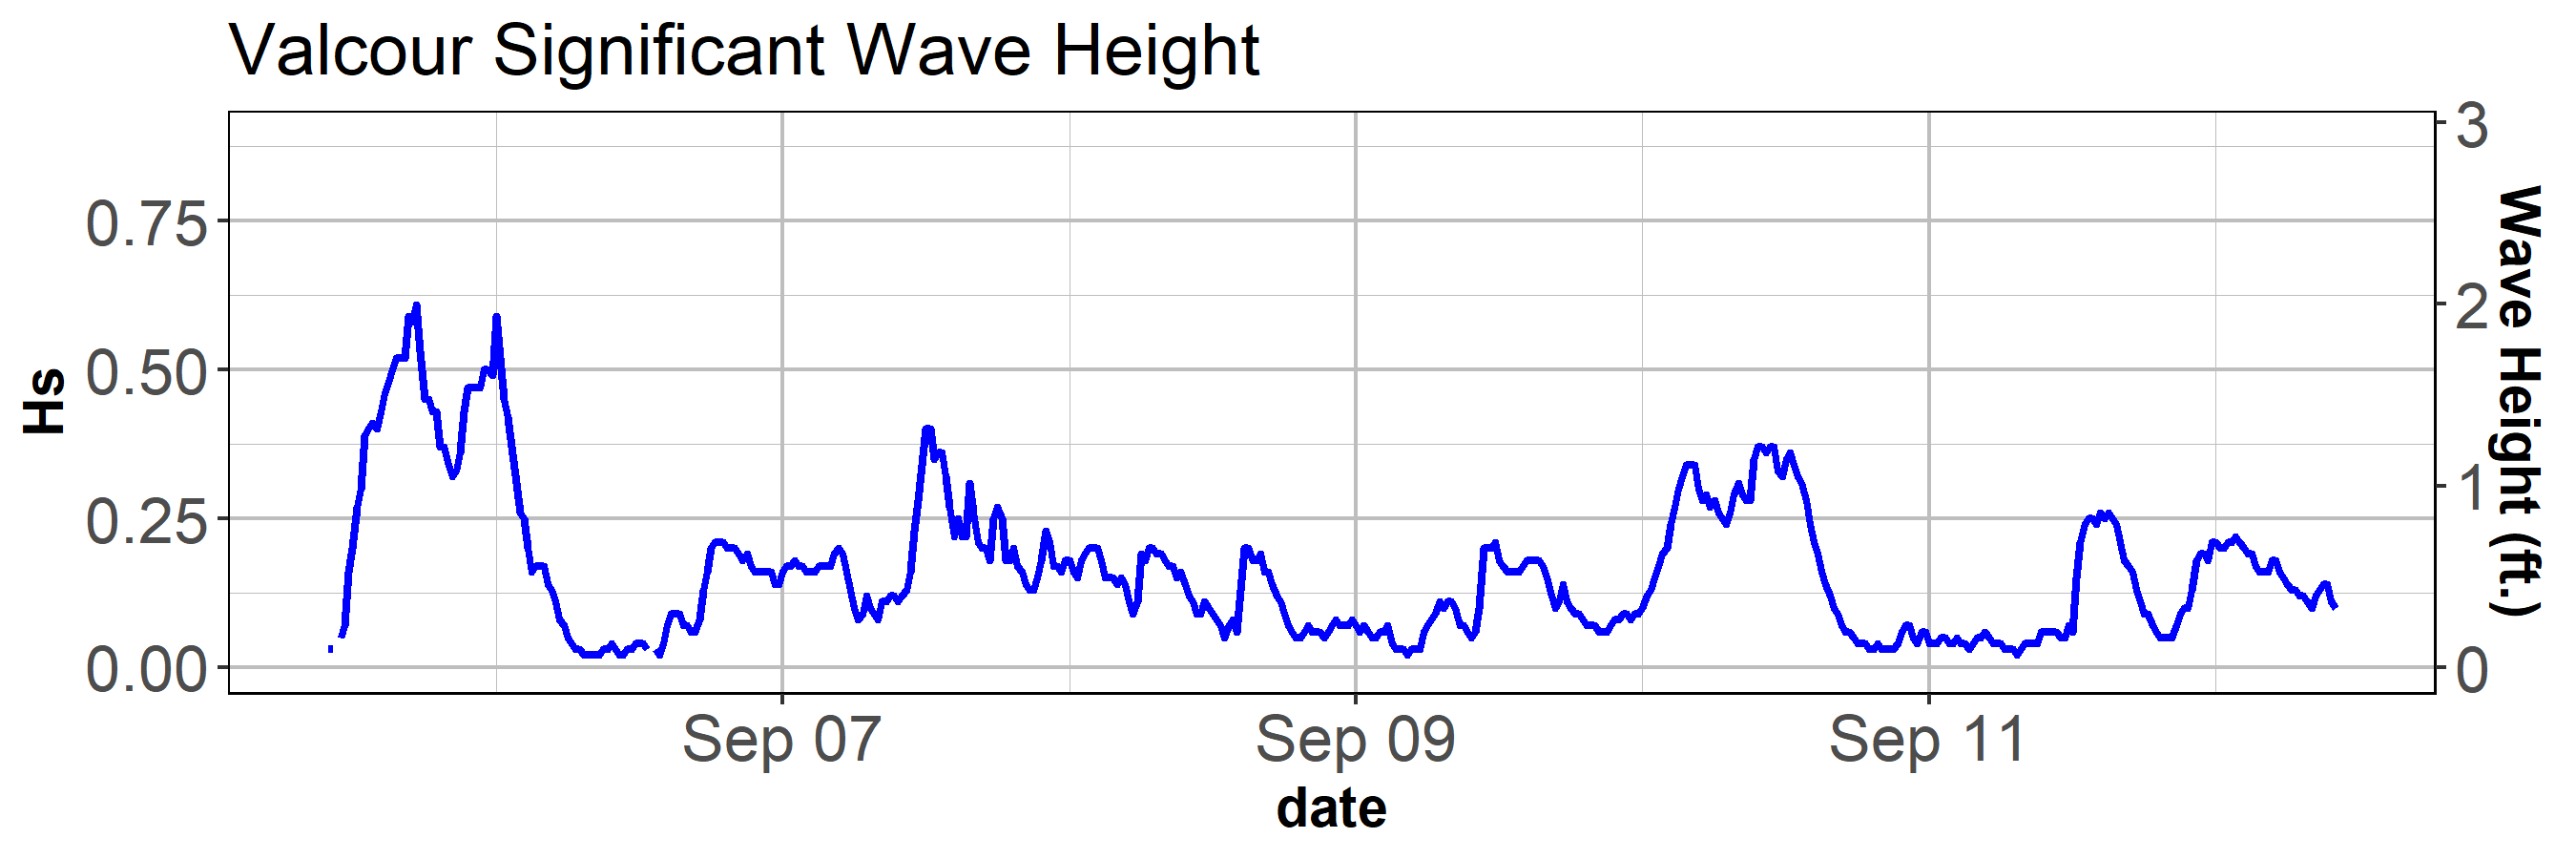 Valcour Significant Wave Height
Hs
0.75
0.50
0.25
0.00
3
2
1
0
Wave Height (ft.)
Sep 07
Sep 09
Sep 11
date